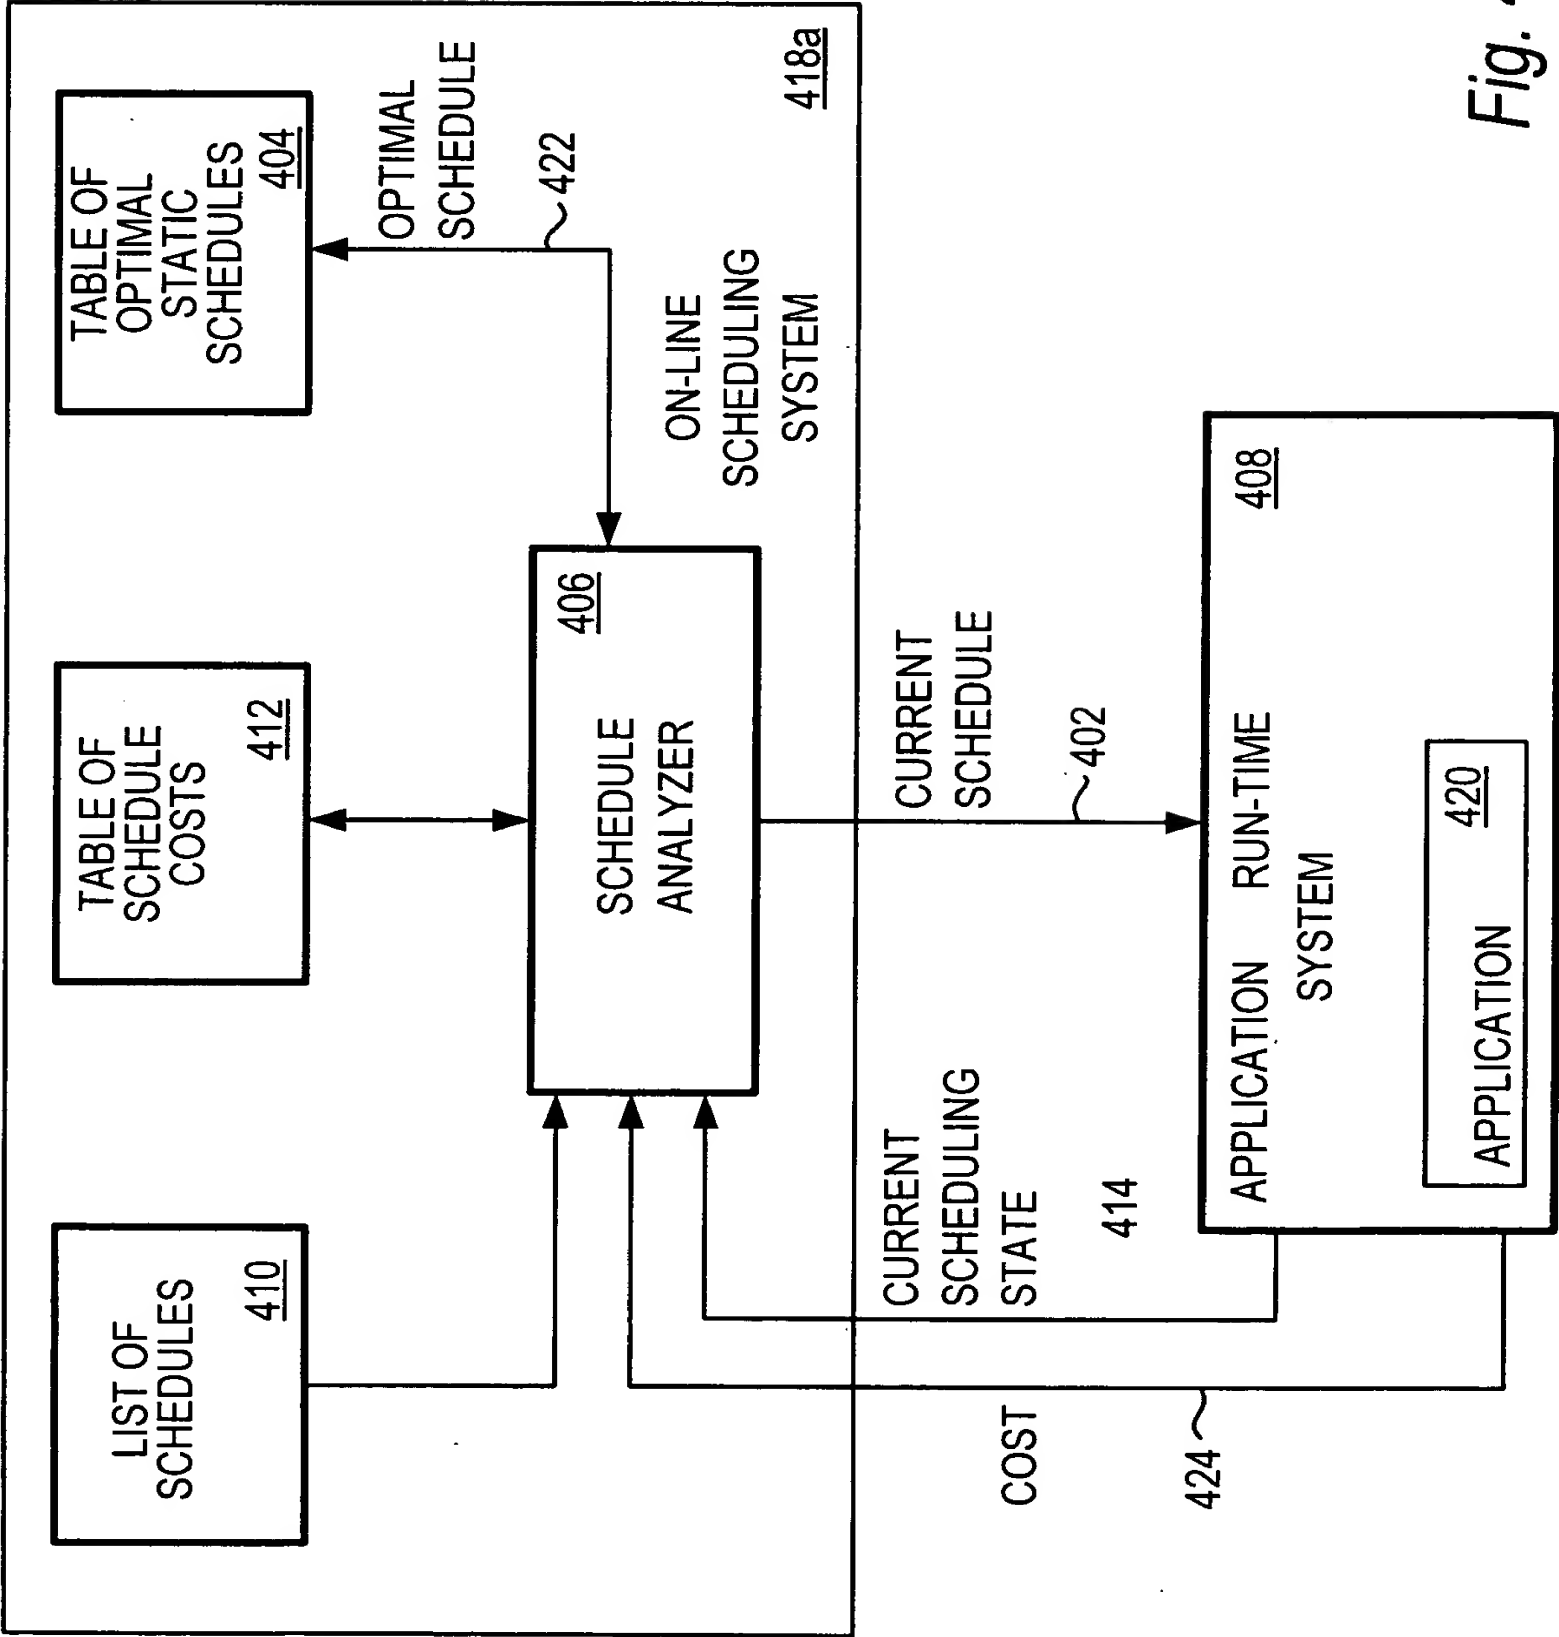 LIST OF
SCHEDULES
410
TABLE OF
SCHEDULE
COSTS
412
TABLE OF
OPTIMAL
STATIC
SCHEDULES
404
OPTIMAL
SCHEDULE
422
406
SCHEDULE
ANALYZER
ON-LINE
SCHEDULING
SYSTEM
418a
CURRENT
SCHEDULING
STATE
414
COST
424
CURRENT
SCHEDULE
402
APPLICATION RUN-TIME
SYSTEM
408
APPLICATION
420
Fig.